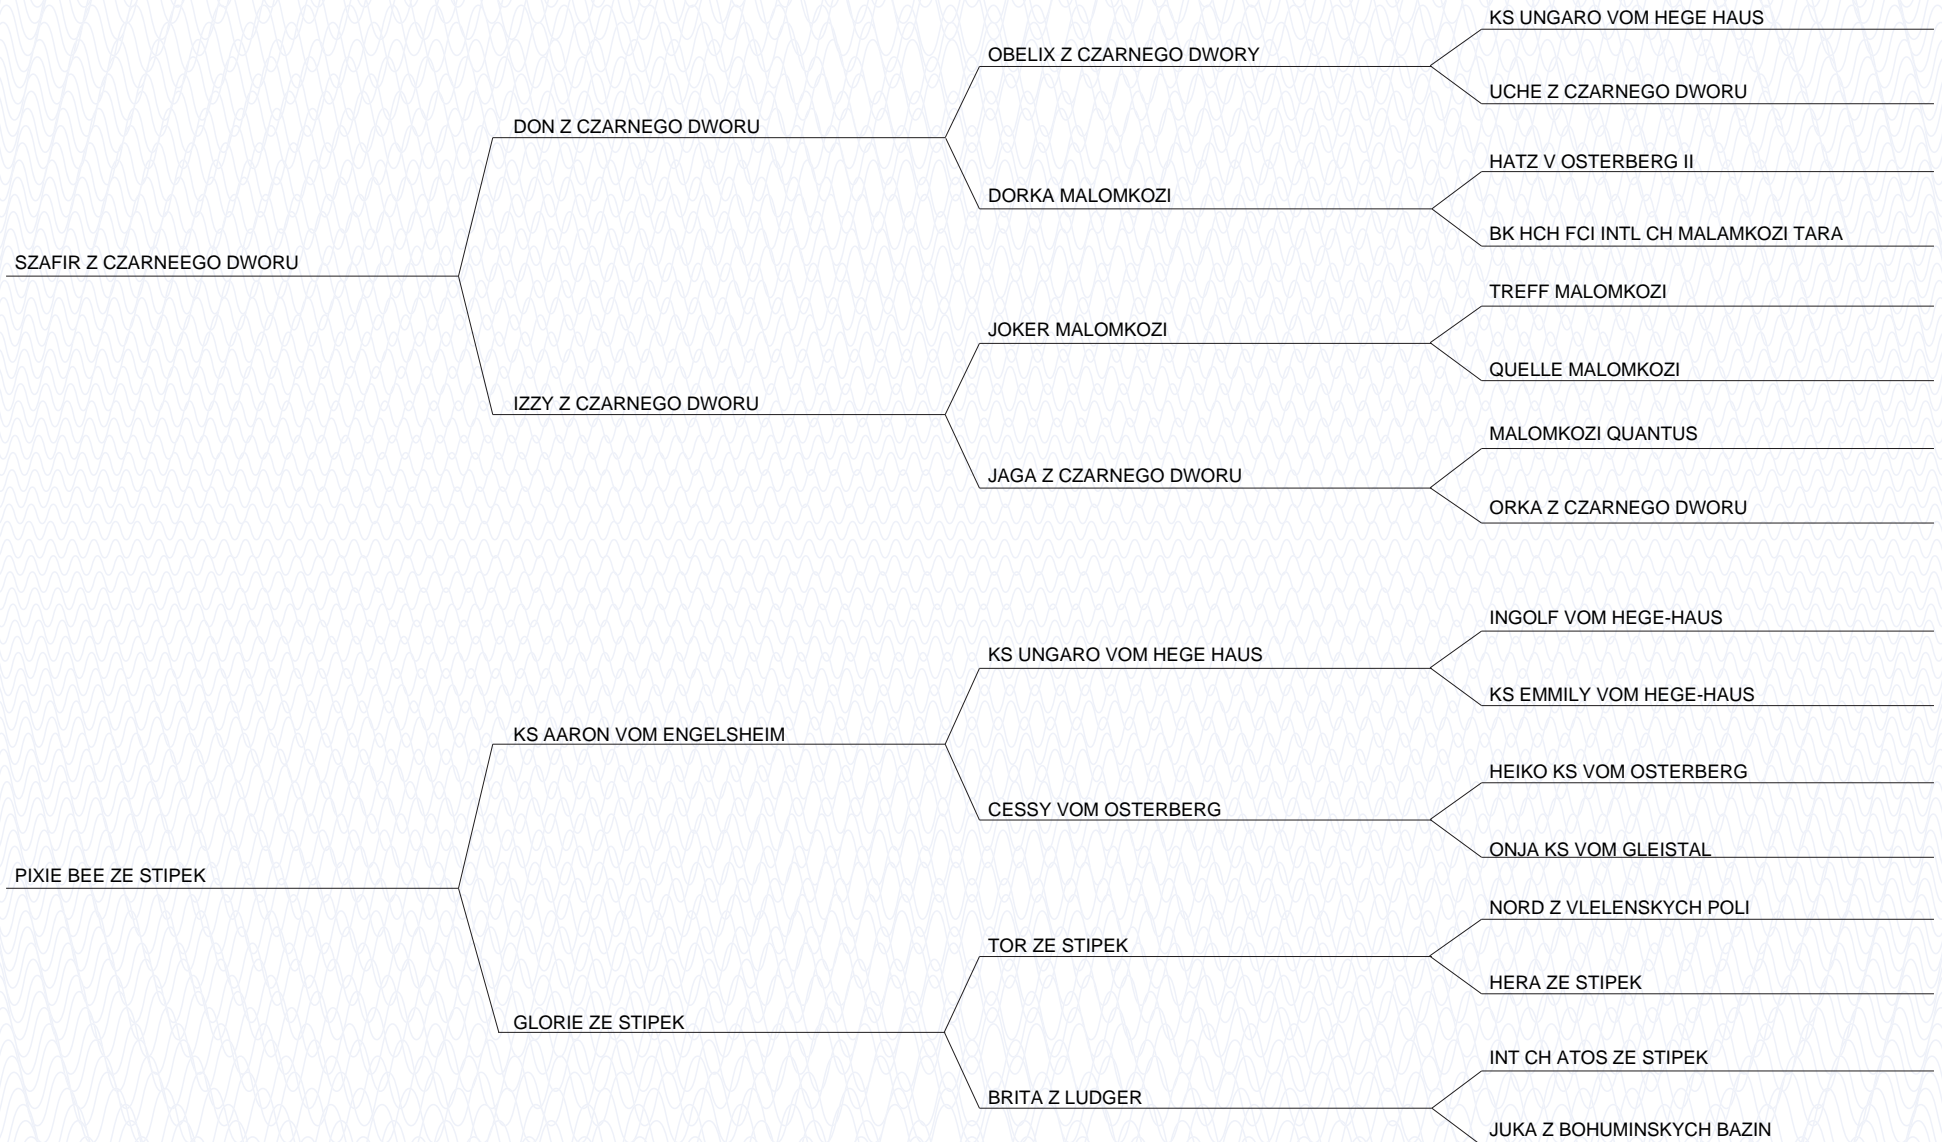 KS UNGARO VOM HEGE HAUS
OBELIX Z CZARNEGO DWORY
UCHE Z CZARNEGO DWORU
DON Z CZARNEGO DWORU
HATZ V OSTERBERG II
DORKA MALOMKOZI
BK HCH FCI INTL CH MALAMKOZI TARA
SZAFIR Z CZARNEEGO DWORU
TREFF MALOMKOZI
JOKER MALOMKOZI
QUELLE MALOMKOZI
IZZY Z CZARNEGO DWORU
MALOMKOZI QUANTUS
JAGA Z CZARNEGO DWORU
ORKA Z CZARNEGO DWORU
INGOLF VOM HEGE-HAUS
KS UNGARO VOM HEGE HAUS
KS EMMILY VOM HEGE-HAUS
KS AARON VOM ENGELSHEIM
HEIKO KS VOM OSTERBERG
CESSY VOM OSTERBERG
ONJA KS VOM GLEISTAL
PIXIE BEE ZE STIPEK
NORD Z VLELENSKYCH POLI
TOR ZE STIPEK
HERA ZE STIPEK
GLORIE ZE STIPEK
INT CH ATOS ZE STIPEK
BRITA Z LUDGER
JUKA Z BOHUMINSKYCH BAZIN